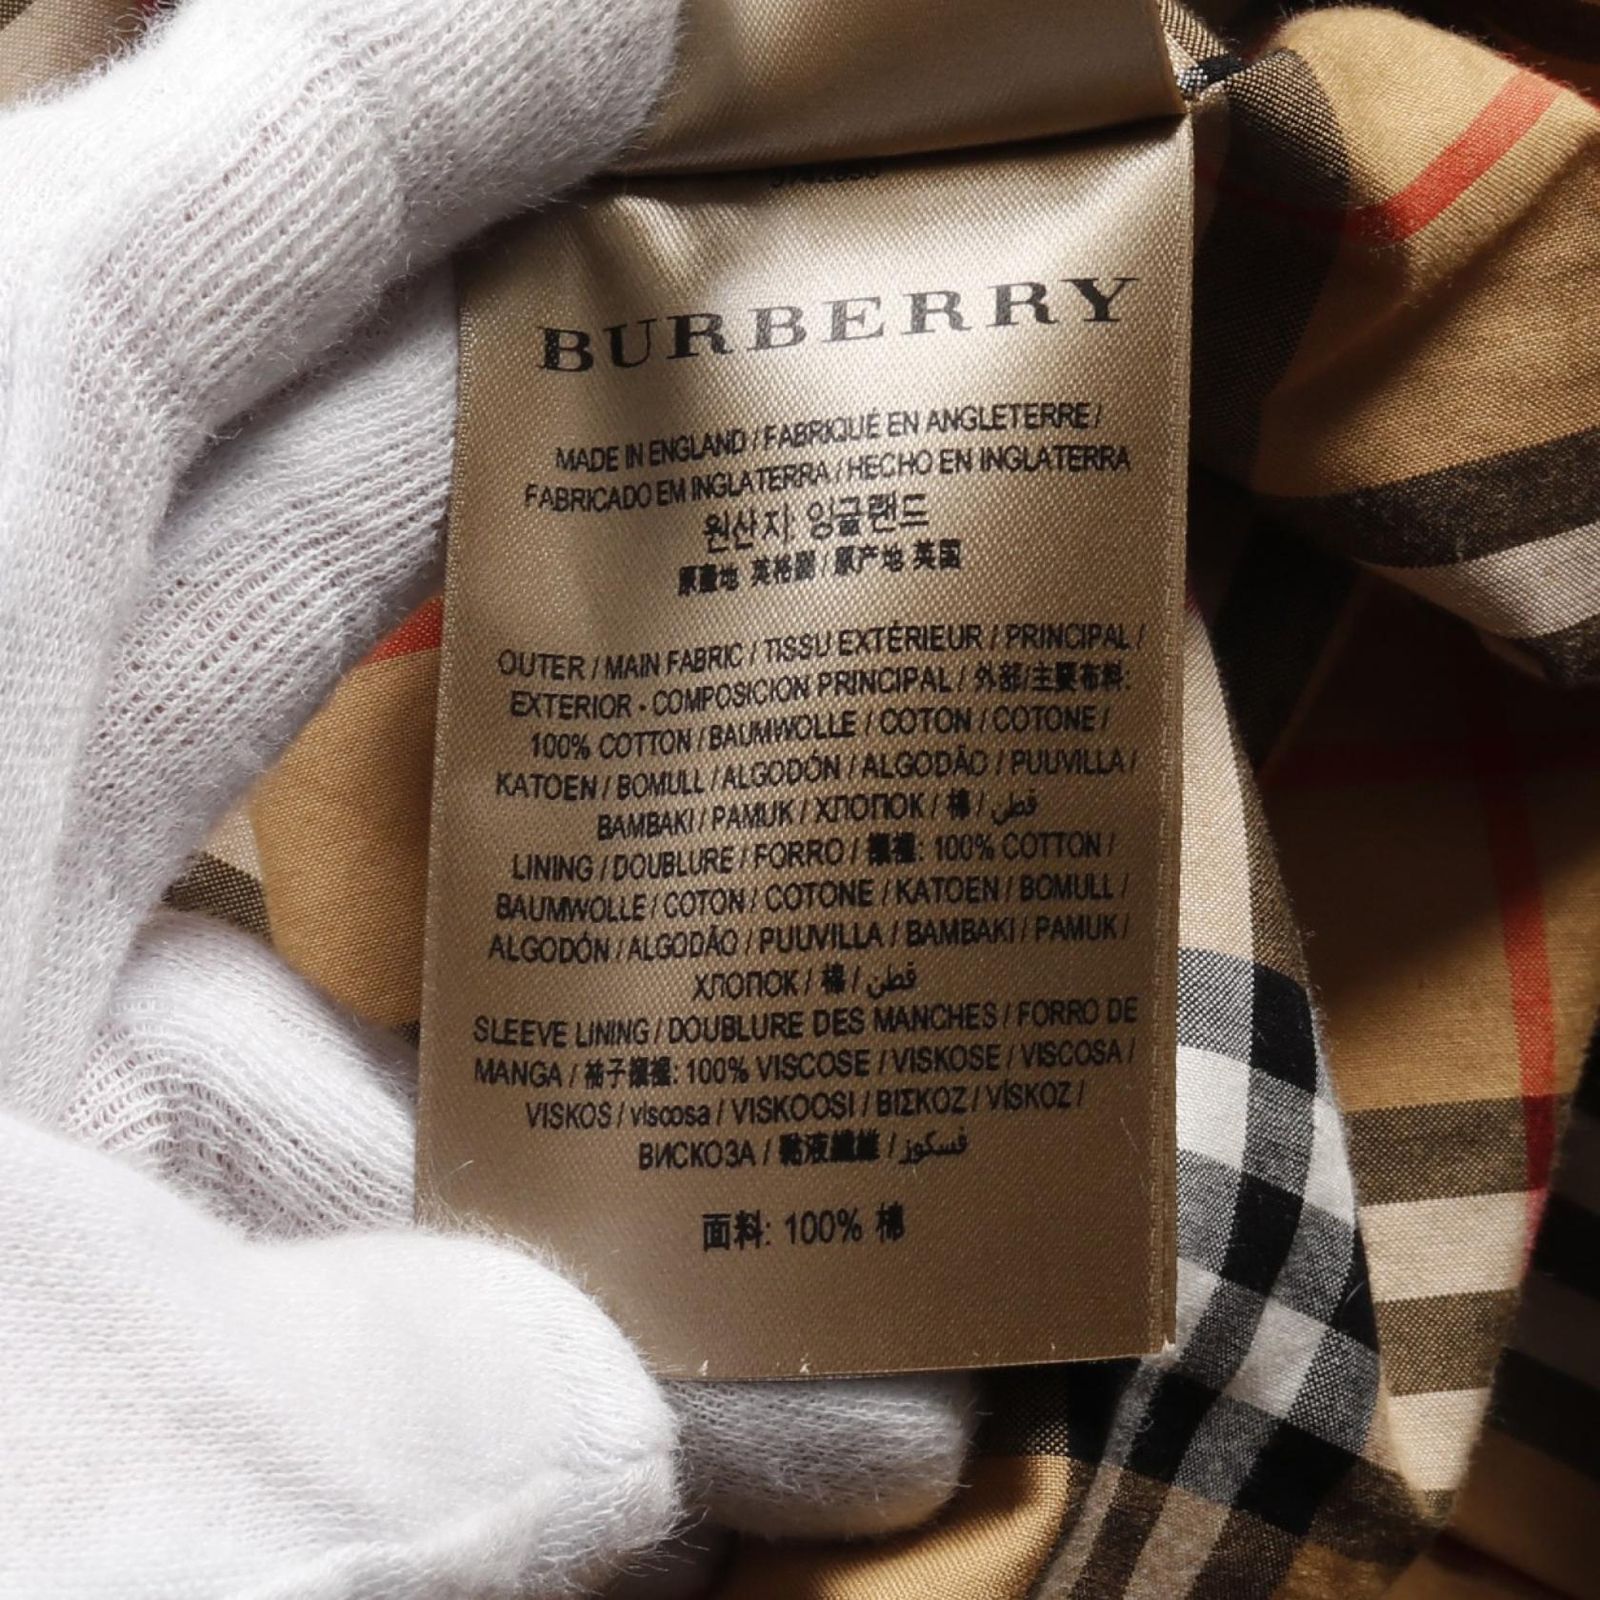 BURBERRY
MADE IN ENGLAND / FABRIQUÉ EN ANGLETERRE /
FABRICADO EM INGLATERRA / HECHO EN INGLATERRA
원산지 잉글랜드
原產地 英格蘭 / 原产地 英国
OUTER / MAIN FABRIC / TISSU EXTÉRIEUR / PRINCIPAL /
EXTERIOR - COMPOSICION PRINCIPAL / 外部/主要布料:
100% COTTON / BAUMWOLLE / COTON / COTONE /
KATOEN / BOMULL / ALGODÓN / ALGODÃO / PUUVILLA /
BAMBAKI / PAMUK / ХЛОПОК / 棉 / قطن
LINING / DOUBLURE / FORRO / 裡: 100% COTTON /
BAUMWOLLE / COTON / COTONE / KATOEN / BOMULL /
ALGODÓN / ALGODÃO / PUUVILLA / BAMBAKI / PAMUK /
ХЛОПОК / 棉 / قطن
SLEEVE LINING / DOUBLURE DES MANCHES / FORRO DE
MANGA / 袖子裡: 100% VISCOSE / VISKOSE / VISCOSA /
VISKOS / viscosa / VISKOOSI / ΒΙΣΚΟΖ / VİSKOZ /
ВИСКОЗА / 黏液纖維 / فسكوز
面料: 100% 棉